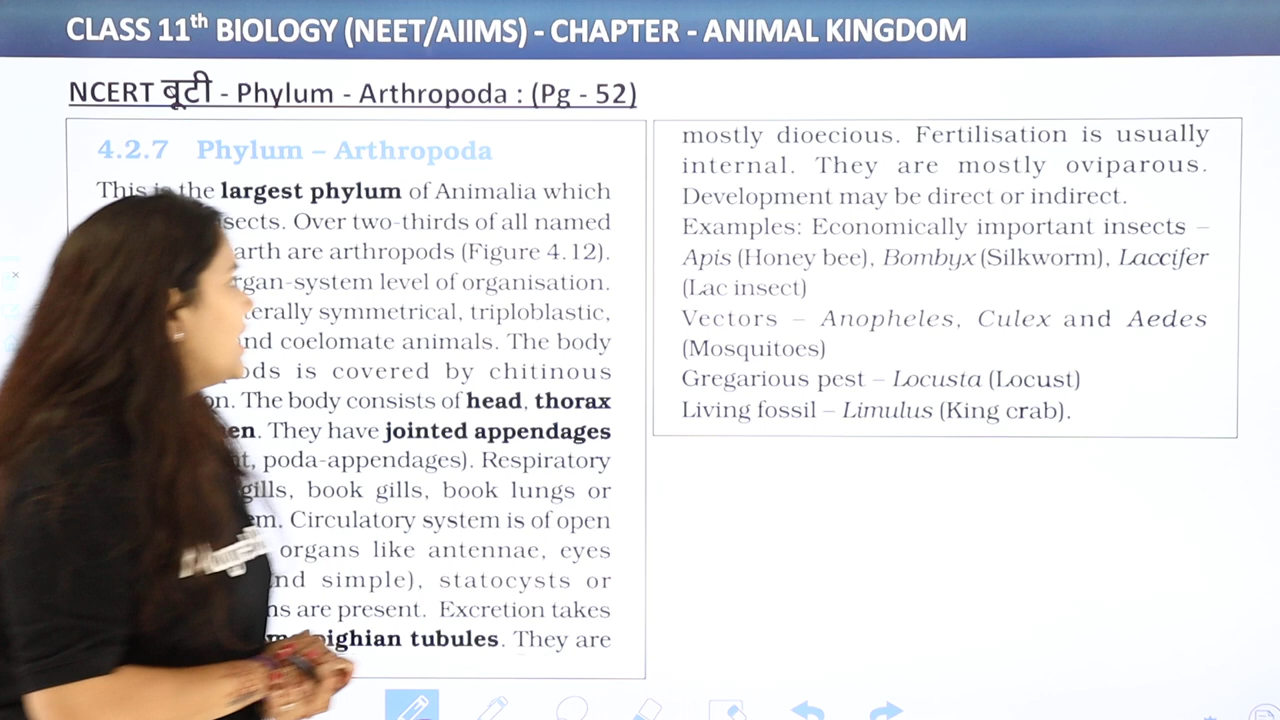 CLASS 11th BIOLOGY (NEET/AIIMS) - CHAPTER - ANIMAL KINGDOM
NCERT बूटी - Phylum - Arthropoda : (Pg - 52)
4.2.7 Phylum – Arthropoda
This is the largest phylum of Animalia which
sects. Over two-thirds of all named
arth are arthropods (Figure 4.12).
rgan-system level of organisation.
erally symmetrical, triploblastic,
nd coelomate animals. The body
ods is covered by chitinous
on. The body consists of head, thorax
en. They have jointed appendages
t, poda-appendages). Respiratory
gills, book gills, book lungs or
em. Circulatory system is of open
organs like antennae, eyes
nd simple), statocysts or
ns are present. Excretion takes
malpighian tubules. They are
mostly dioecious. Fertilisation is usually
internal. They are mostly oviparous.
Development may be direct or indirect.
Examples: Economically important insects –
Apis (Honey bee), Bombyx (Silkworm), Laccifer
(Lac insect)
Vectors – Anopheles, Culex and Aedes
(Mosquitoes)
Gregarious pest – Locusta (Locust)
Living fossil – Limulus (King crab).